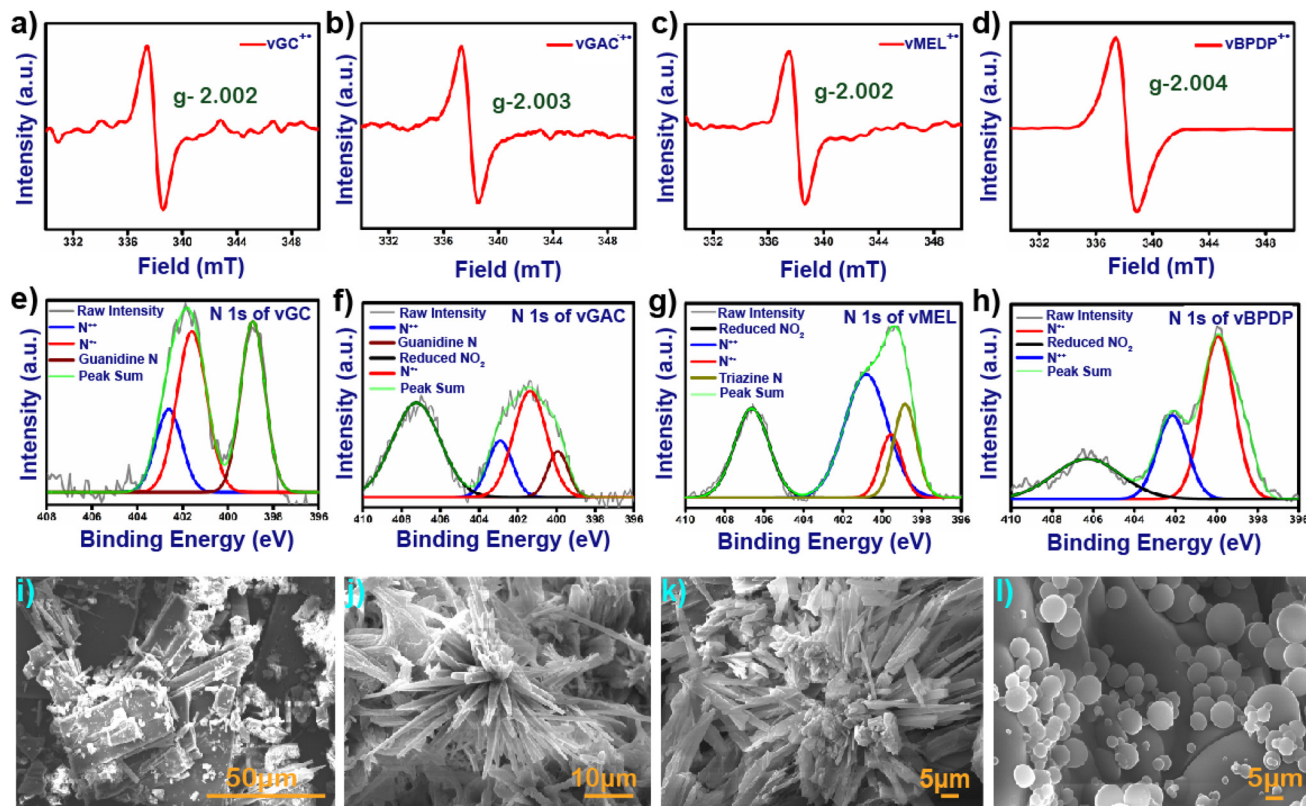 a)
vGC+•
g- 2.002
Intensity (a.u.)
332 336 340 344 348
Field (mT)
b)
vGAC+•
g-2.003
Intensity (a.u.)
332 336 340 344 348
Field (mT)
c)
vMEL+•
g-2.002
Intensity (a.u.)
332 336 340 344 348
Field (mT)
d)
vBPDP+•
g-2.004
Intensity (a.u.)
332 336 340 344 348
Field (mT)
e)
N 1s of vGC
Raw Intensity
N++
N+•
Guanidine N
Peak Sum
Intensity (a.u.)
408 406 404 402 400 398 396
Binding Energy (eV)
f)
N 1s of vGAC
Raw Intensity
N++
Guanidine N
Reduced NO2
N+•
Peak Sum
Intensity (a.u.)
410 408 406 404 402 400 398 396
Binding Energy (eV)
g)
N 1s of vMEL
Raw Intensity
Reduced NO2
N++
N+•
Triazine N
Peak Sum
Intensity (a.u.)
410 408 406 404 402 400 398 396
Binding Energy (eV)
h)
N 1s of vBPDP
Raw Intensity
N+•
Reduced NO2
N++
Peak Sum
Intensity (a.u.)
410 408 406 404 402 400 398 396
Binding Energy (eV)
i)
50µm
j)
10µm
k)
5µm
l)
5µm